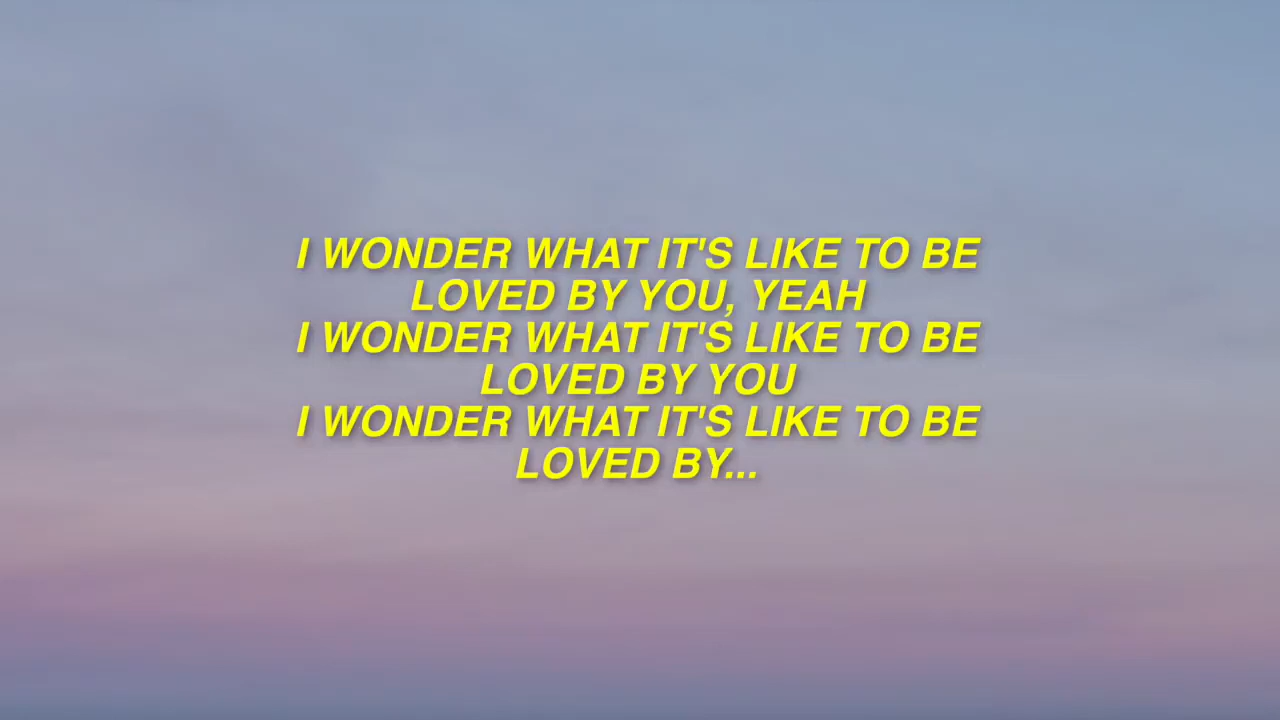 I WONDER WHAT IT'S LIKE TO BE
LOVED BY YOU, YEAH
I WONDER WHAT IT'S LIKE TO BE
LOVED BY YOU
I WONDER WHAT IT'S LIKE TO BE
LOVED BY...